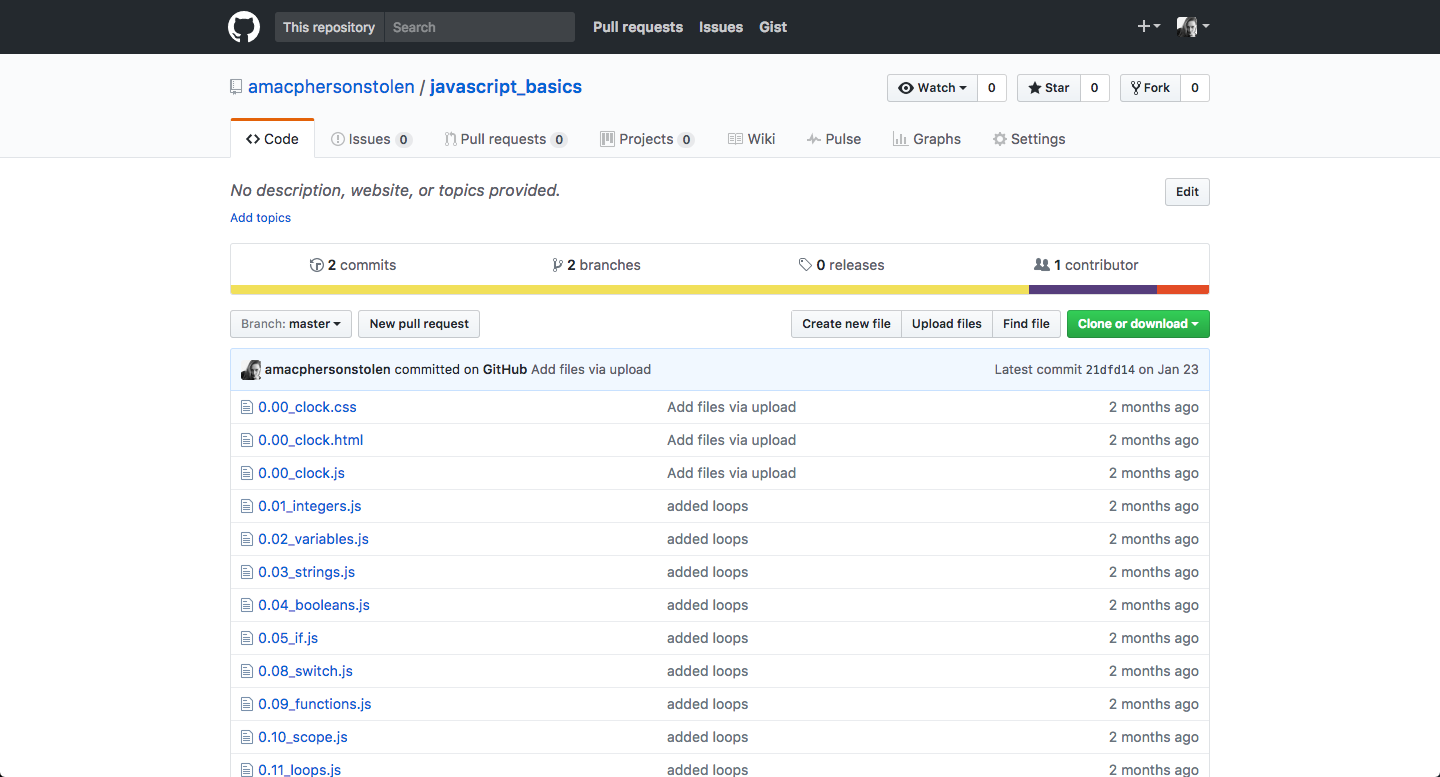 This repository Search Pull requests Issues Gist
amacphersonstolen / javascript_basics Watch 0 Star 0 Fork 0
Code Issues 0 Pull requests 0 Projects 0 Wiki Pulse Graphs Settings
No description, website, or topics provided. Edit
Add topics
2 commits 2 branches 0 releases 1 contributor
Branch: master New pull request Create new file Upload files Find file Clone or download
amacphersonstolen committed on GitHub Add files via upload Latest commit 21dfd14 on Jan 23
0.00_clock.css Add files via upload 2 months ago
0.00_clock.html Add files via upload 2 months ago
0.00_clock.js Add files via upload 2 months ago
0.01_integers.js added loops 2 months ago
0.02_variables.js added loops 2 months ago
0.03_strings.js added loops 2 months ago
0.04_booleans.js added loops 2 months ago
0.05_if.js added loops 2 months ago
0.08_switch.js added loops 2 months ago
0.09_functions.js added loops 2 months ago
0.10_scope.js added loops 2 months ago
0.11_loops.js added loops 2 months ago